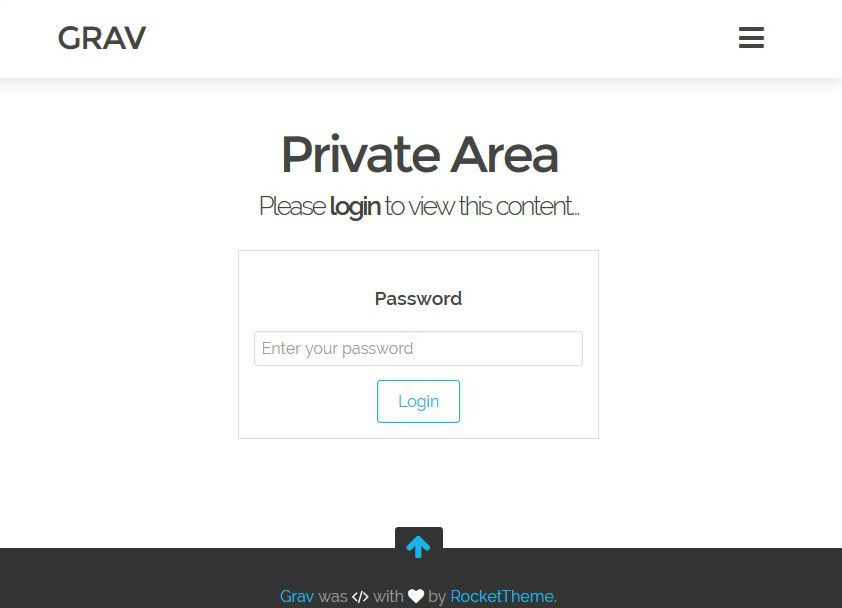 GRAV
Private Area
Please login to view this content...
Password
Enter your password
Login
Grav was </> with ♥ by RocketTheme.